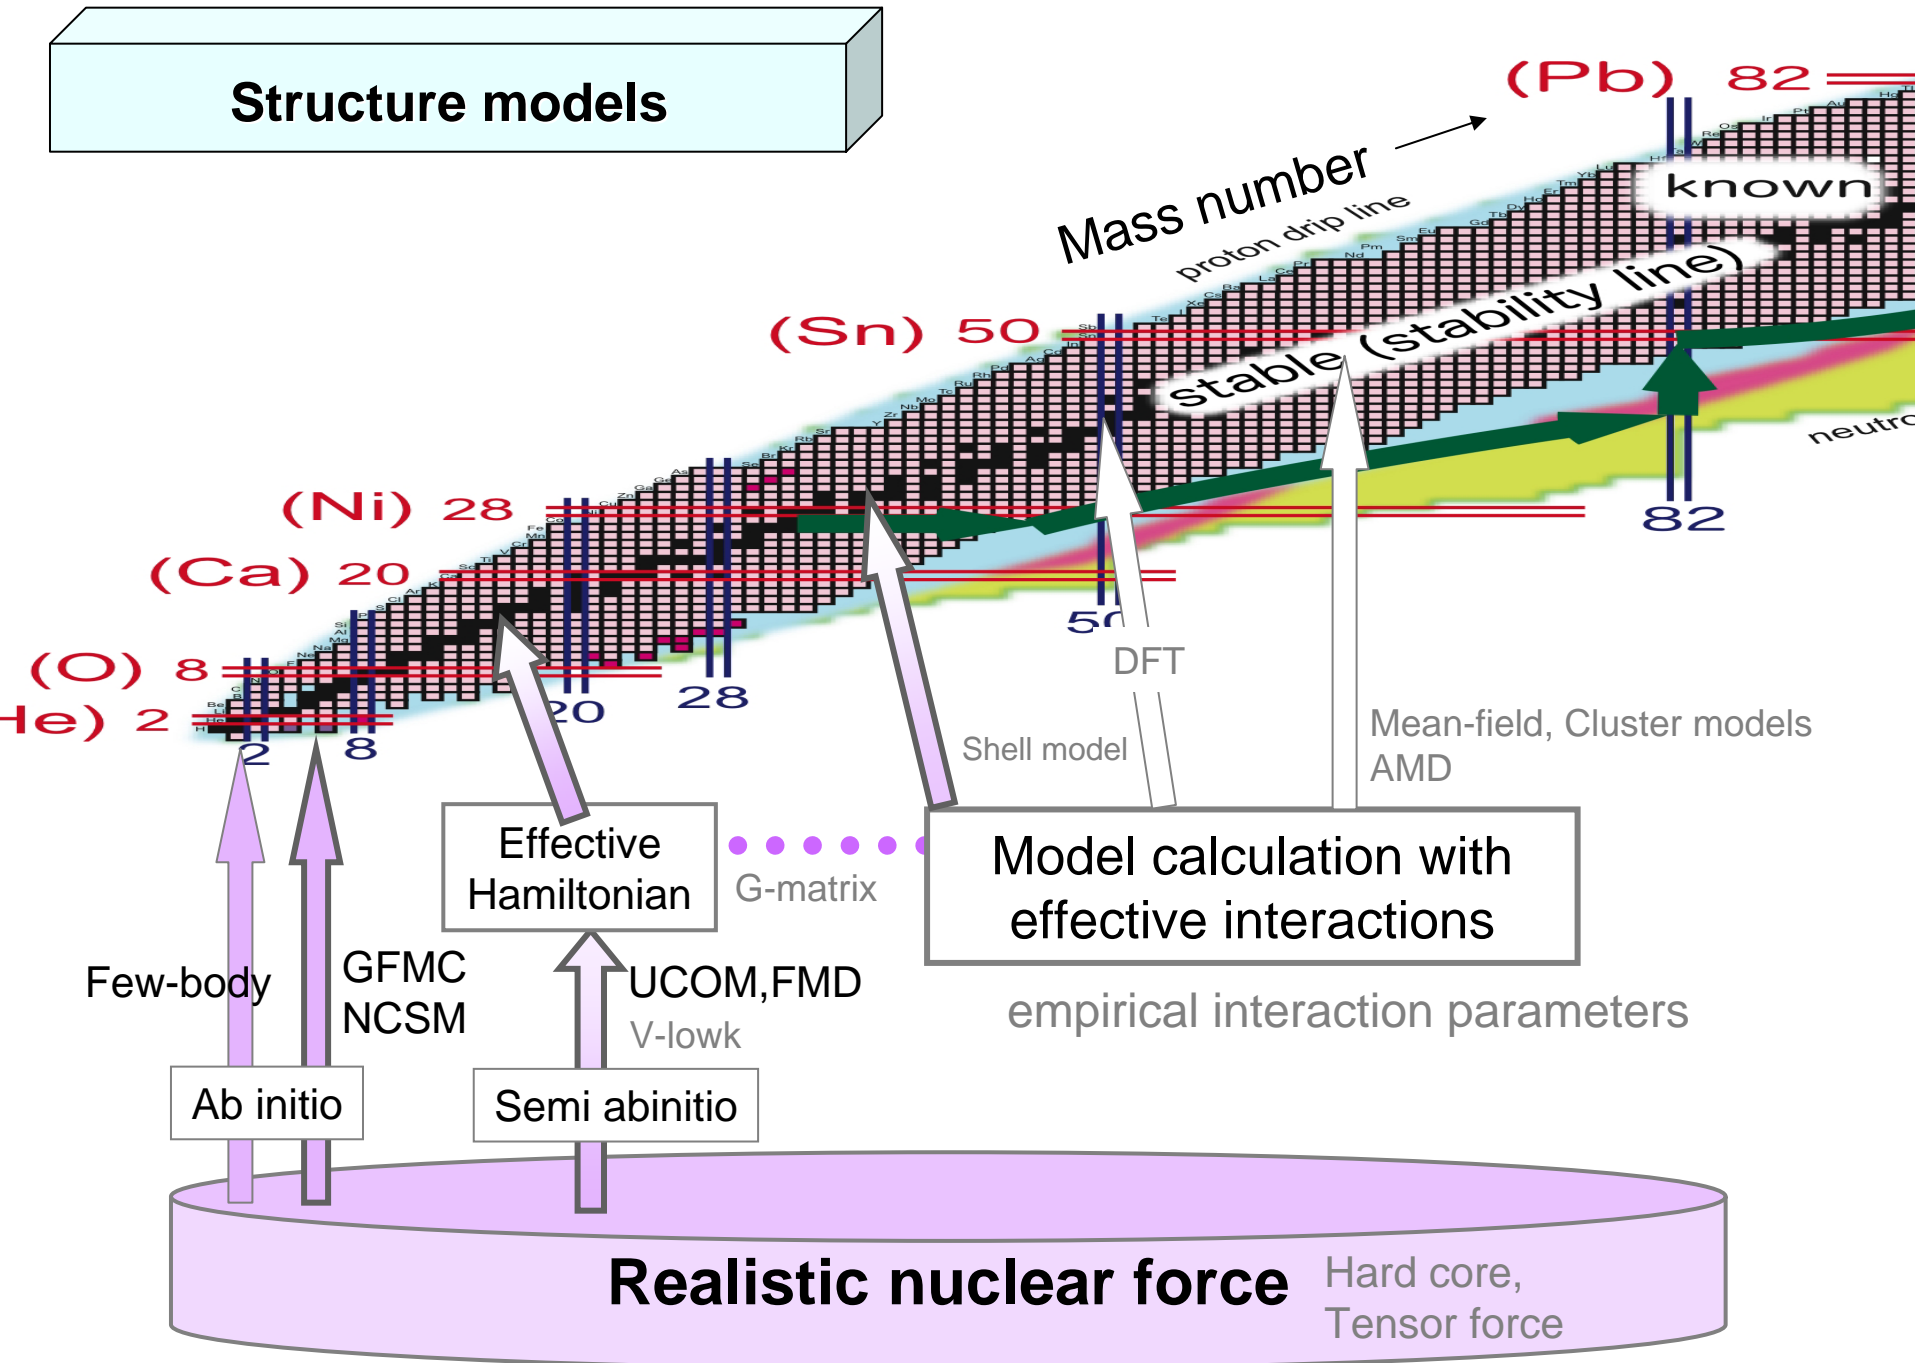 Structure models
(Pb) 82
known
Mass number
proton drip line
stable (stability line)
(Sn) 50
neutro
82
(Ni) 28
(Ca) 20
50
(O) 8
28
20
He) 2
8
2
DFT
Shell model
Mean-field, Cluster models
AMD
Effective
Hamiltonian
G-matrix
Model calculation with
effective interactions
empirical interaction parameters
Few-body
GFMC
NCSM
UCOM,FMD
V-lowk
Ab initio
Semi abinitio
Realistic nuclear force
Hard core,
Tensor force